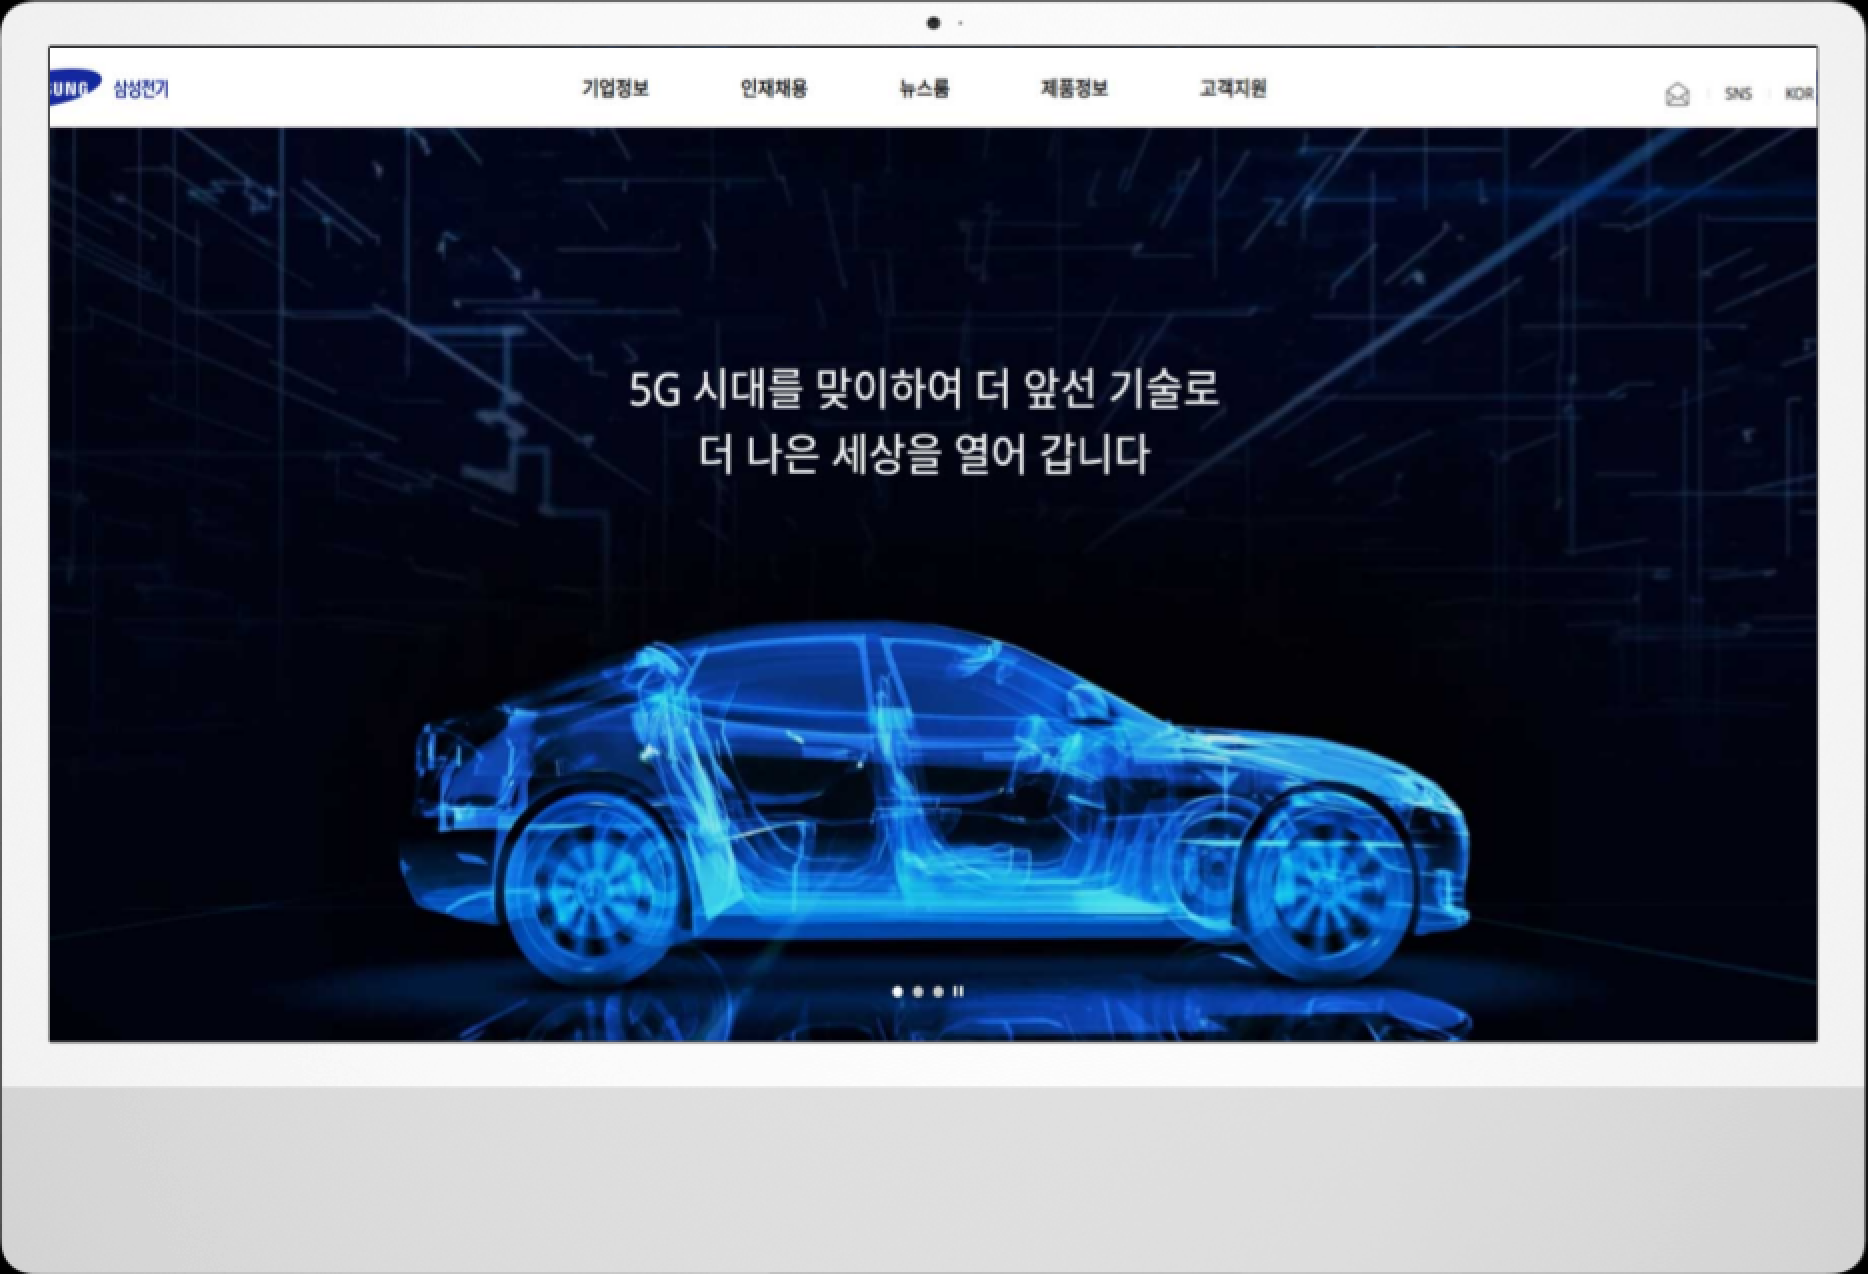 SUNG 삼성전기
기업정보 인재채용 뉴스룸 제품정보 고객지원
SNS KOR
5G 시대를 맞이하여 더 앞선 기술로
더 나은 세상을 열어 갑니다